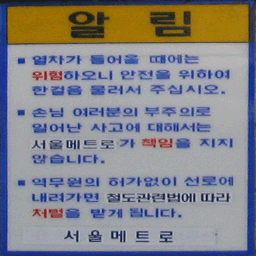 알림
▪ 열차가 들어올 때에는
위험하오니 안전을 위하여
한걸음 물러서 주십시오.
▪ 손님 여러분의 부주의로
일어난 사고에 대해서는
서울메트로가 책임을 지지
않습니다.
▪ 역무원의 허가없이 선로에
내려가면 철도관련법에 따라
처벌을 받게 됩니다.
서울메트로